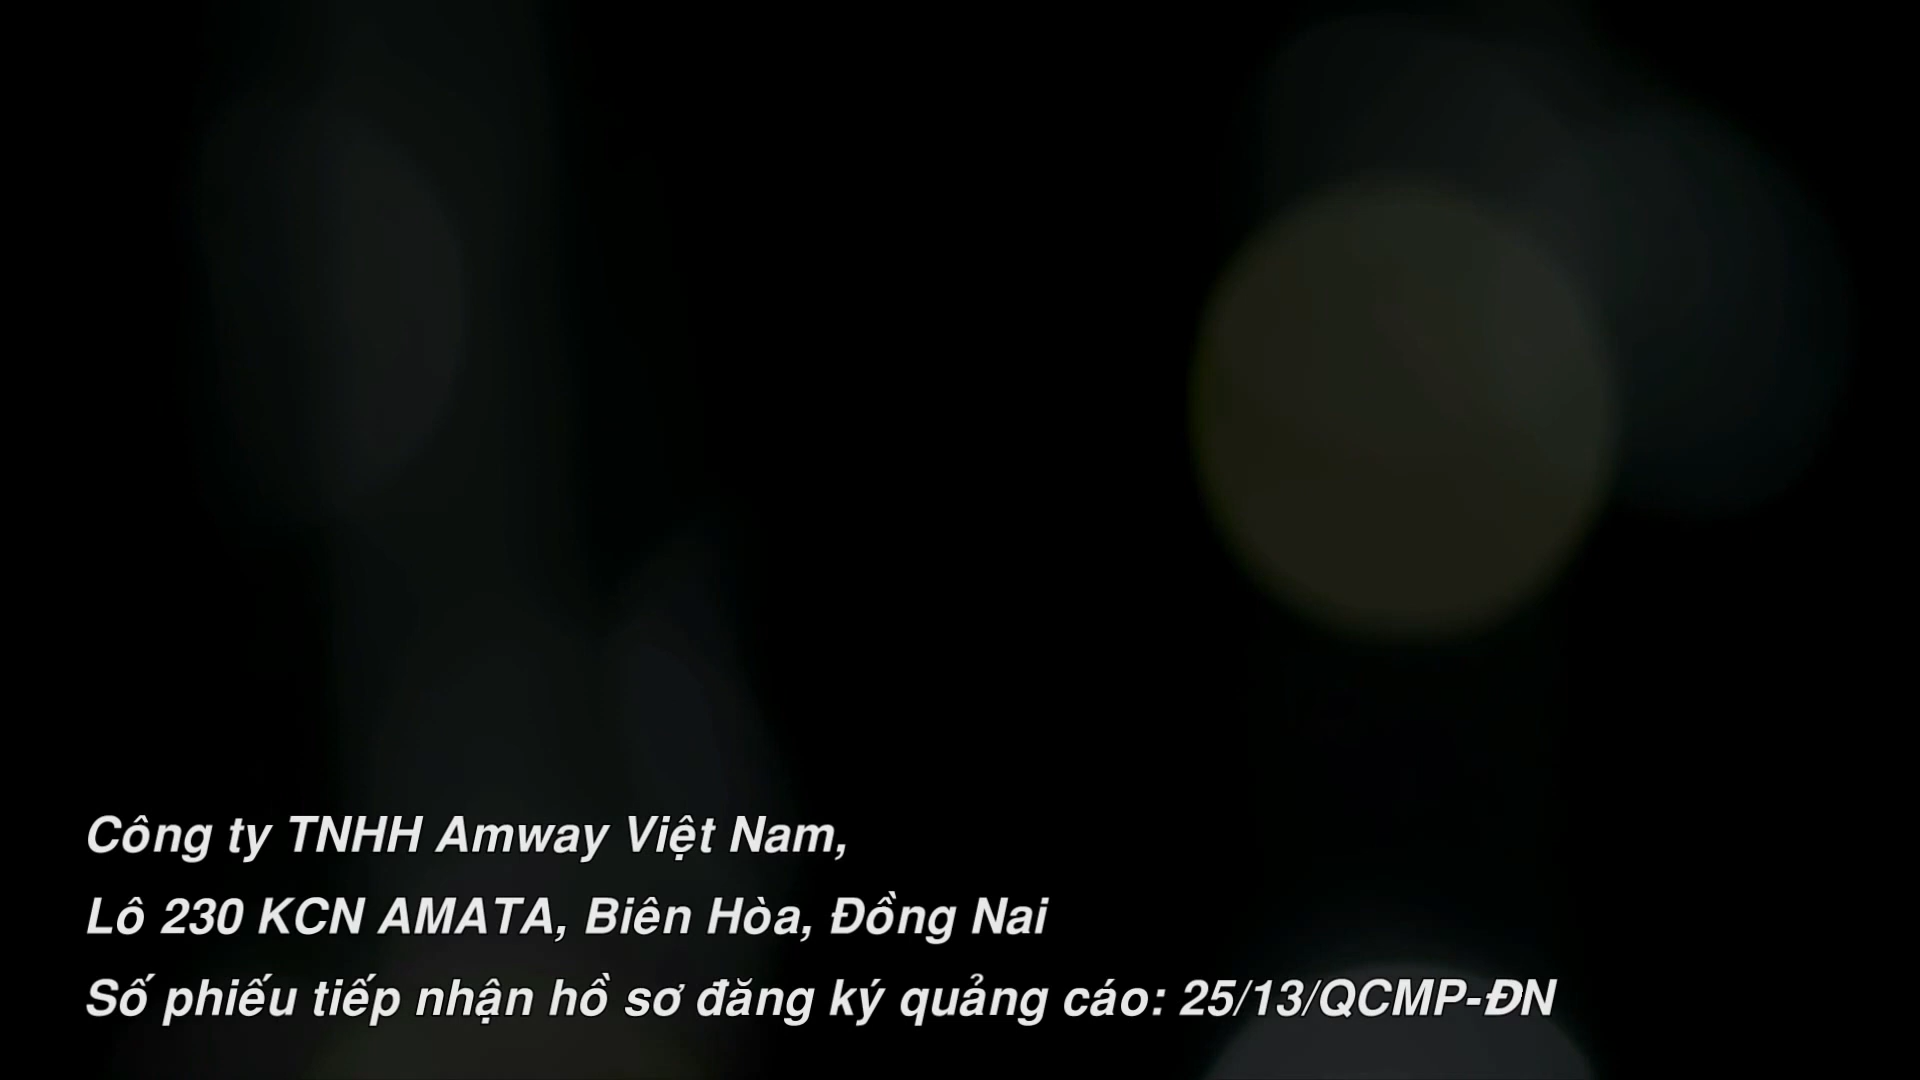 Công ty TNHH Amway Việt Nam,
Lô 230 KCN AMATA, Biên Hòa, Đồng Nai
Số phiếu tiếp nhận hồ sơ đăng ký quảng cáo: 25/13/QCMP-ĐN